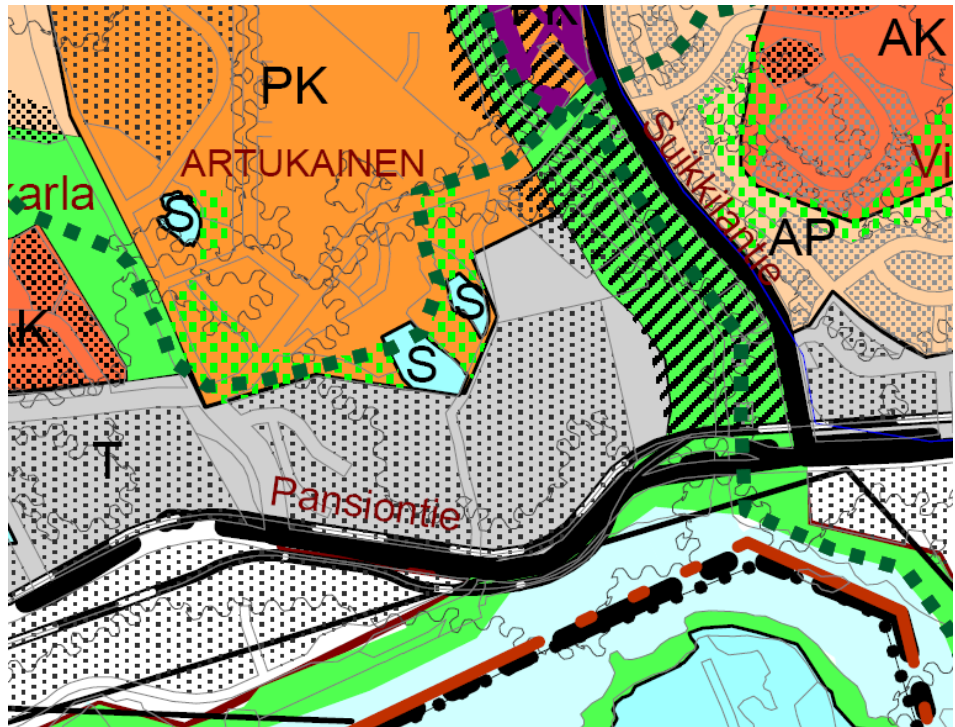 PK
AK
ARTUKAINEN
Suikkilantie
karla
Vi
S
AP
S
K
S
T
Pansiontie